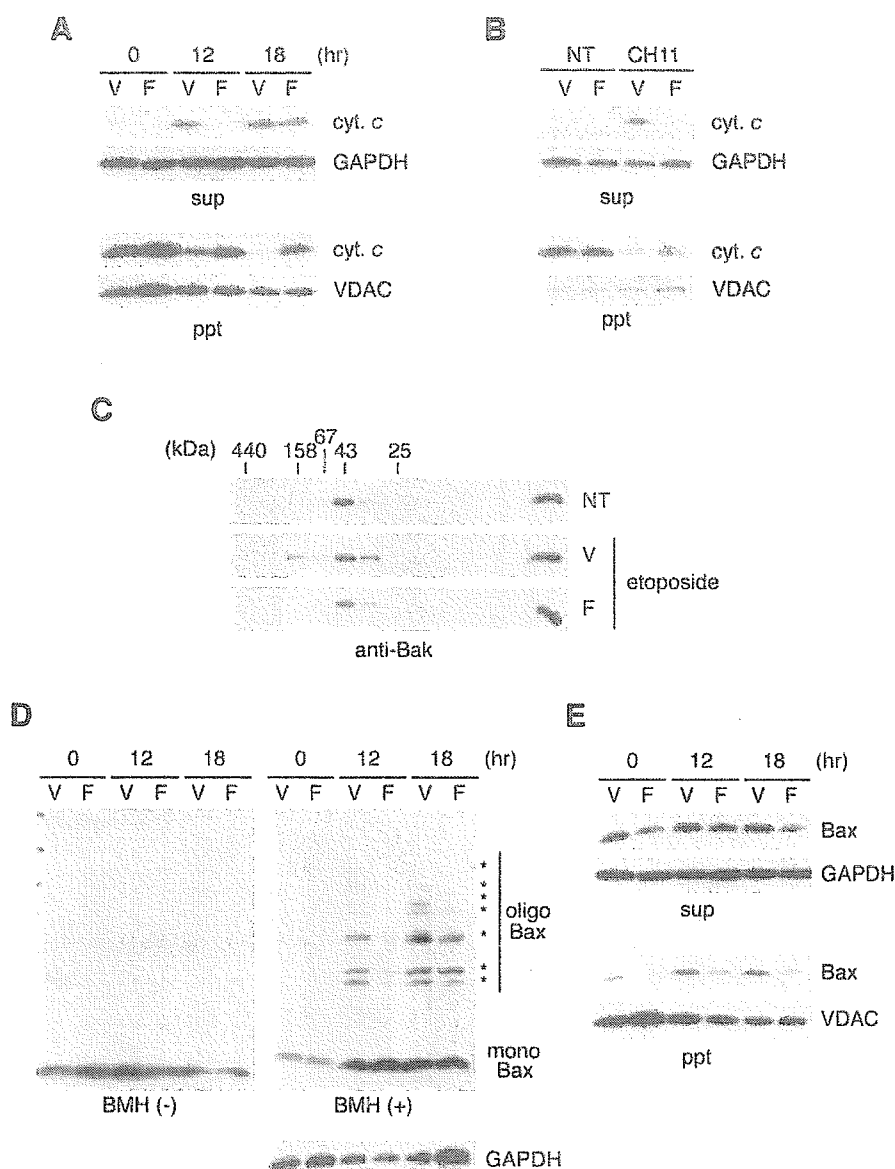 A
0 12 18 (hr)
V F V F V F
cyt. c
GAPDH
sup
cyt. c
VDAC
ppt
B
NT CH11
V F V F
cyt. c
GAPDH
sup
cyt. c
VDAC
ppt
C
(kDa) 440 158 67 43 25
NT
V
F
etoposide
anti-Bak
D
0 12 18
V F V F V F
BMH (-)
0 12 18 (hr)
V F V F V F
*
*
*
*
*
*
*
oligo
Bax
mono
Bax
BMH (+)
GAPDH
E
0 12 18 (hr)
V F V F V F
Bax
GAPDH
sup
Bax
VDAC
ppt